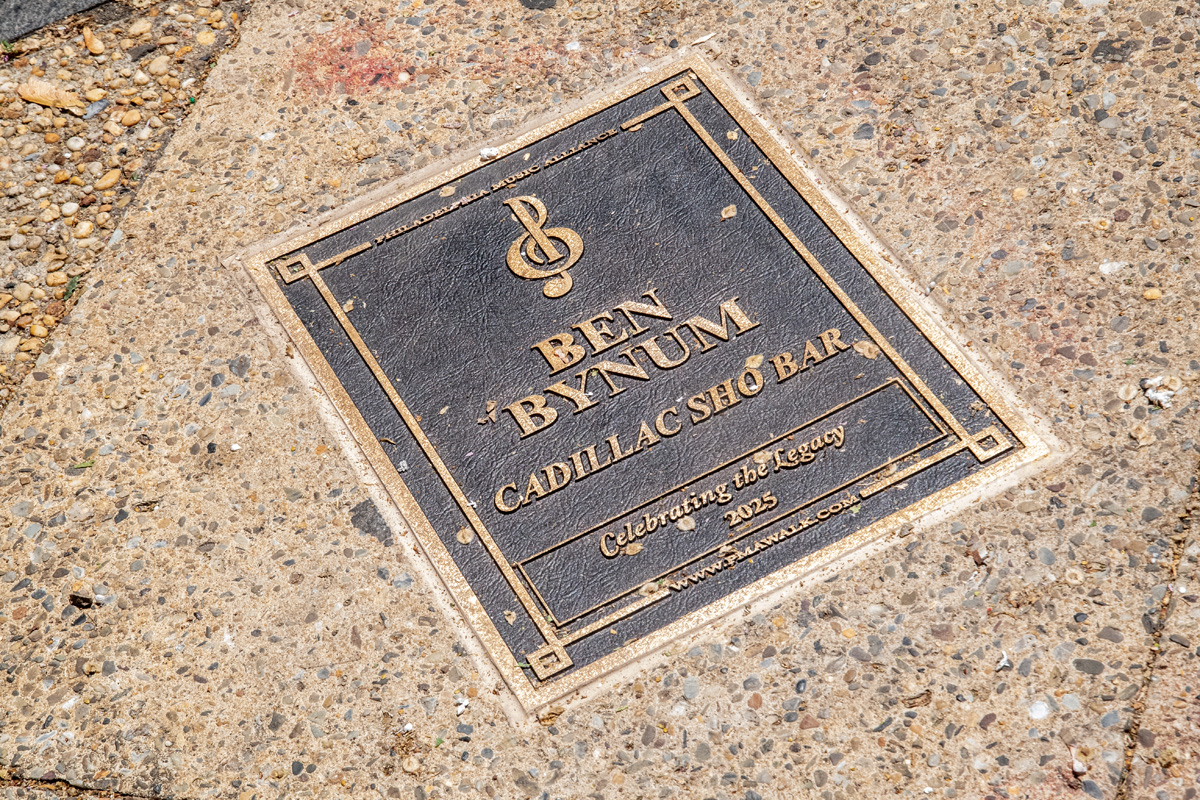 PHILADELPHIA MUSIC ALLIANCE
BEN
BYNUM
CADILLAC SHO BAR
Celebrating the Legacy
2025
WWW.PMAWALK.COM